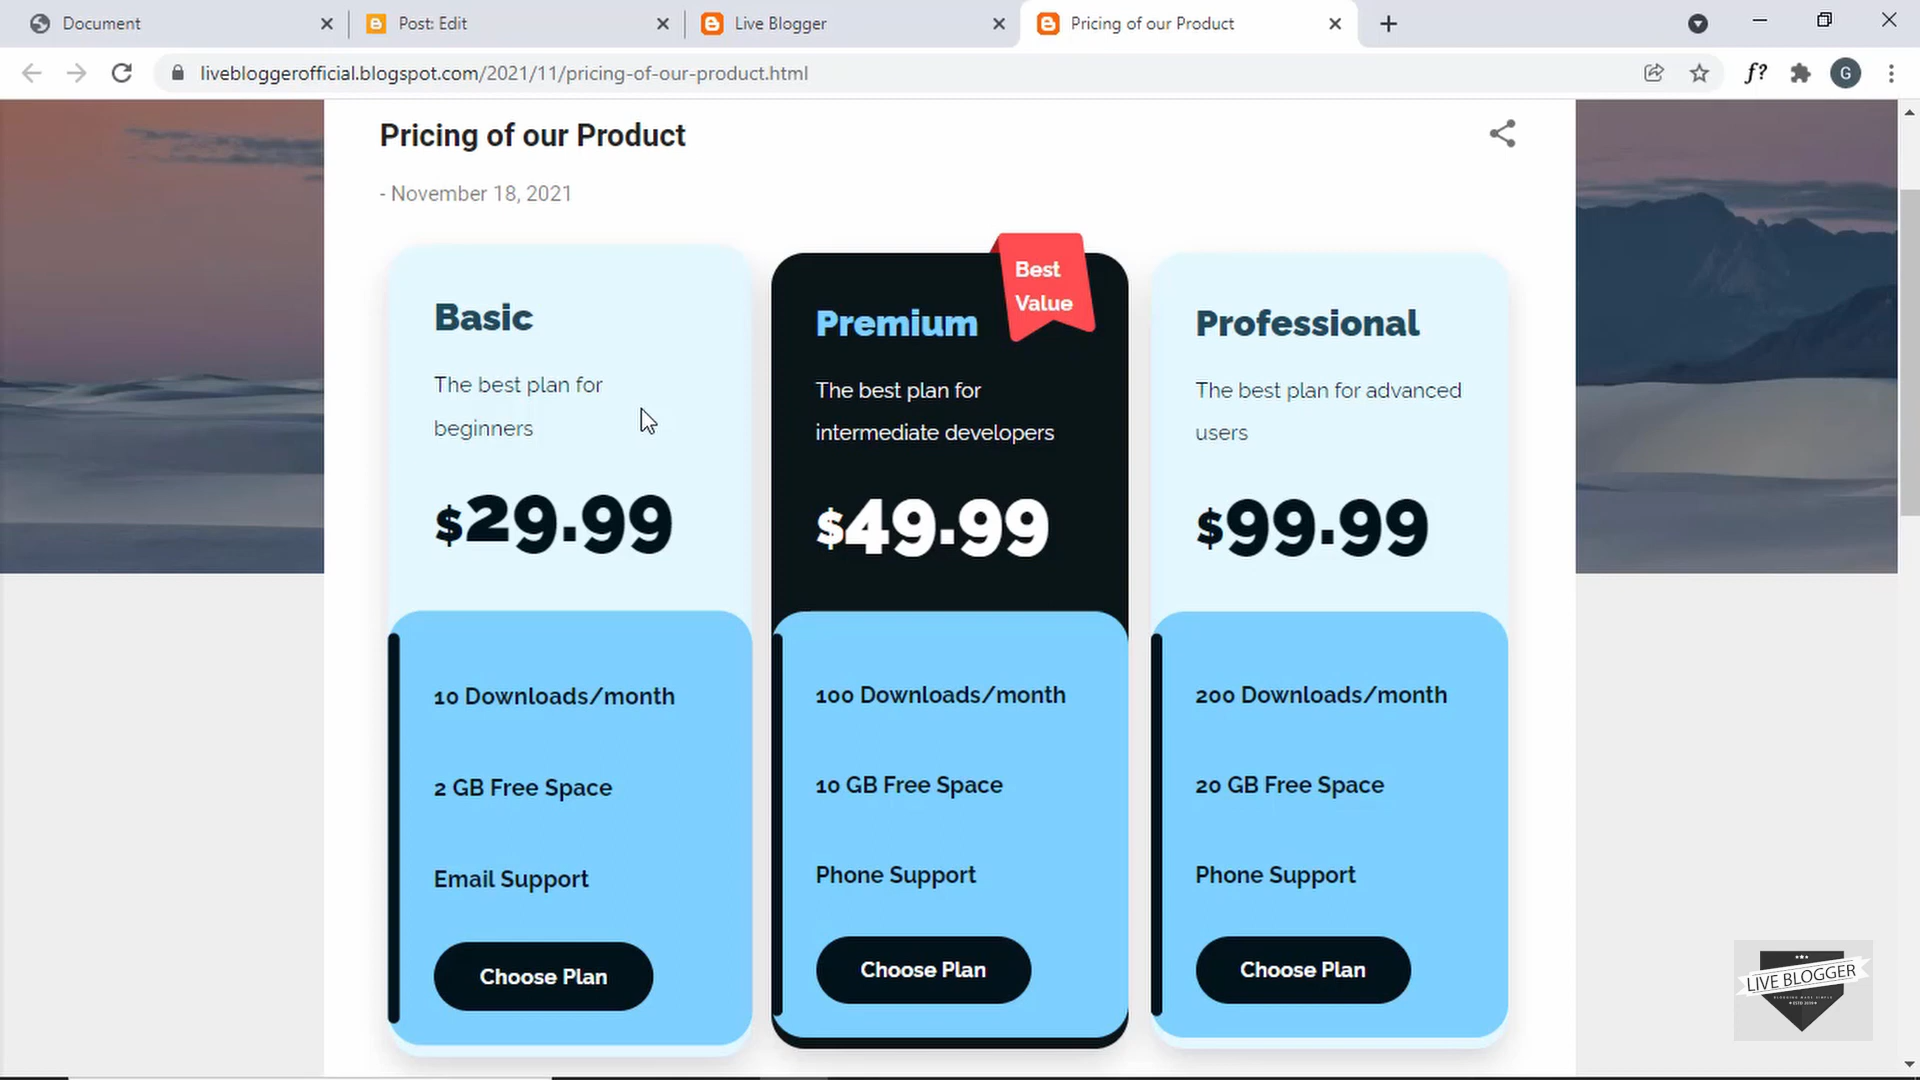 Document
Post: Edit
Live Blogger
Pricing of our Product
livebloggerofficial.blogspot.com/2021/11/pricing-of-our-product.html
f?
G
Pricing of our Product
- November 18, 2021
Basic
The best plan for
beginners
$29.99
10 Downloads/month
2 GB Free Space
Email Support
Choose Plan
Best
Value
Premium
The best plan for
intermediate developers
$49.99
100 Downloads/month
10 GB Free Space
Phone Support
Choose Plan
Professional
The best plan for advanced
users
$99.99
200 Downloads/month
20 GB Free Space
Phone Support
Choose Plan
LIVE BLOGGER